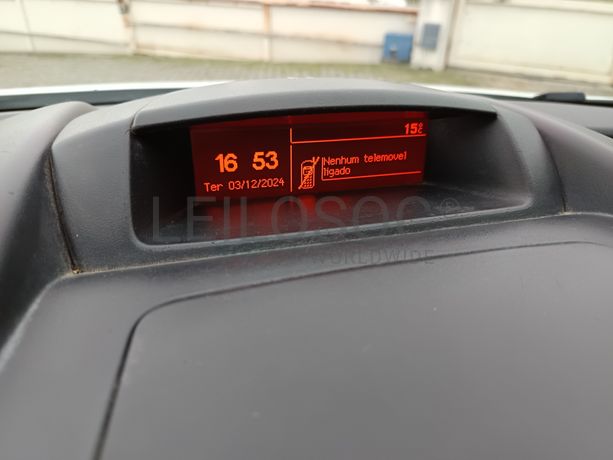 15°C
16 53
Nenhum telemovel
ligado
Ter 03/12/2024
LEILOSOC®
WORLDWIDE